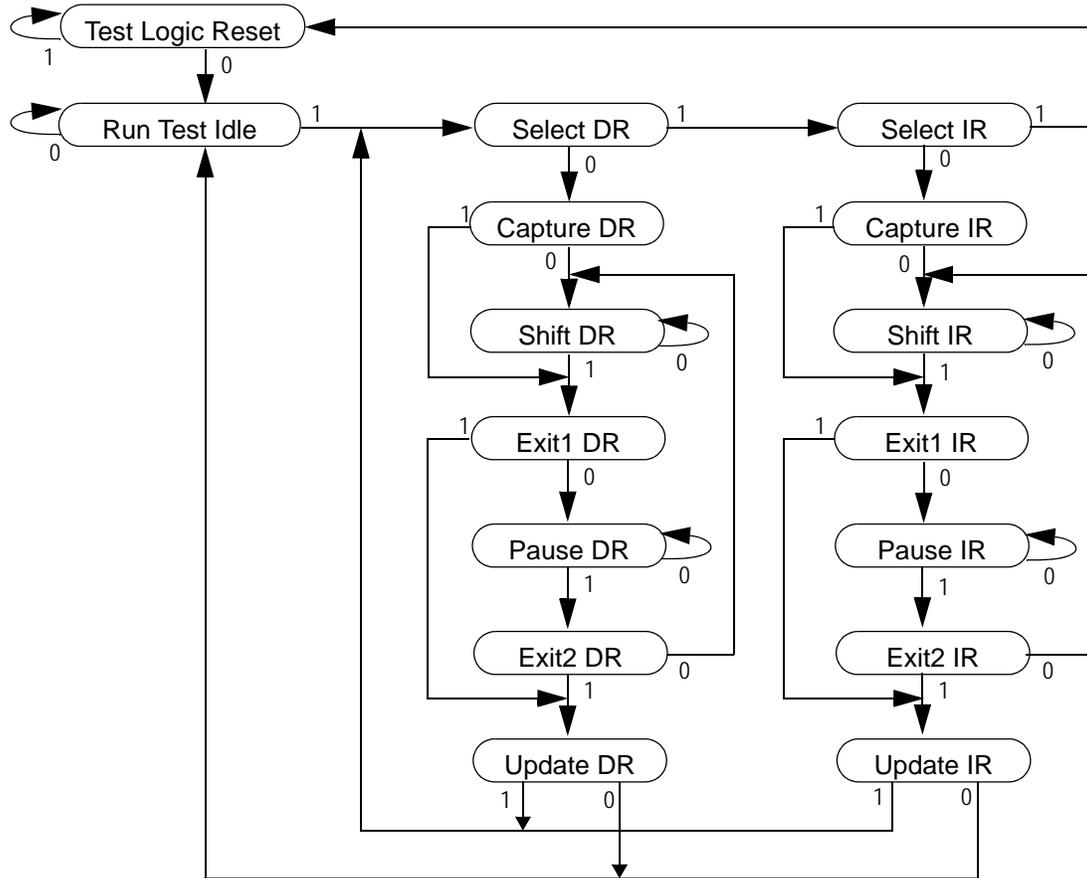 Test Logic Reset
1
0
Run Test Idle
1
0
Select DR
1
0
Select IR
1
0
1
Capture DR
0
1
Capture IR
0
Shift DR
0
1
Shift IR
0
1
1
Exit1 DR
0
1
Exit1 IR
0
Pause DR
0
1
Pause IR
0
1
Exit2 DR
0
1
Exit2 IR
0
1
Update DR
1
0
Update IR
1
0